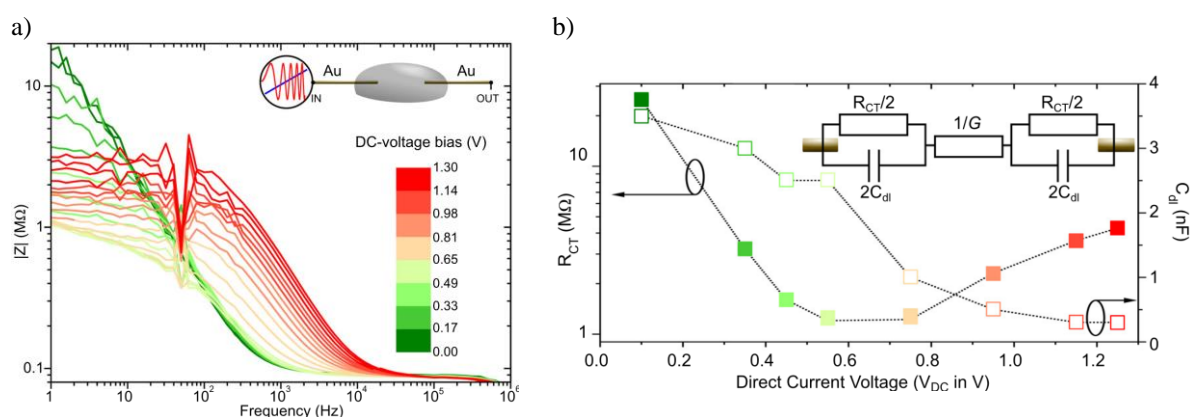 a)
10
1
0.1
|Z| (MΩ)
1 10 10² 10³ 10⁴ 10⁵ 10⁶
Frequency (Hz)
Au Au
IN OUT
DC-voltage bias (V)
1.30
1.14
0.98
0.81
0.65
0.49
0.33
0.17
0.00
b)
10
1
R_CT (MΩ)
R_CT/2 1/G R_CT/2
2C_dl 2C_dl
4
3
2
1
0
C_dl (nF)
0.0 0.2 0.4 0.6 0.8 1.0 1.2
Direct Current Voltage (V_DC in V)